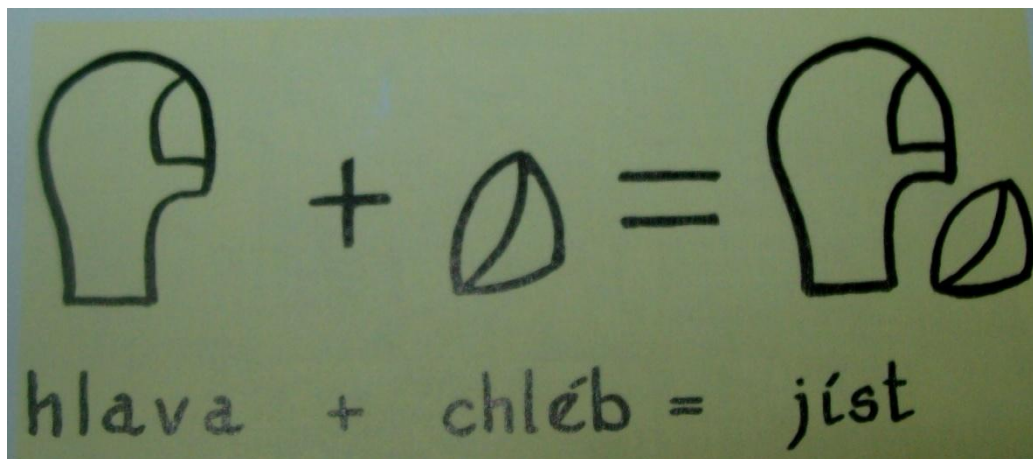 hlava + chléb = jíst